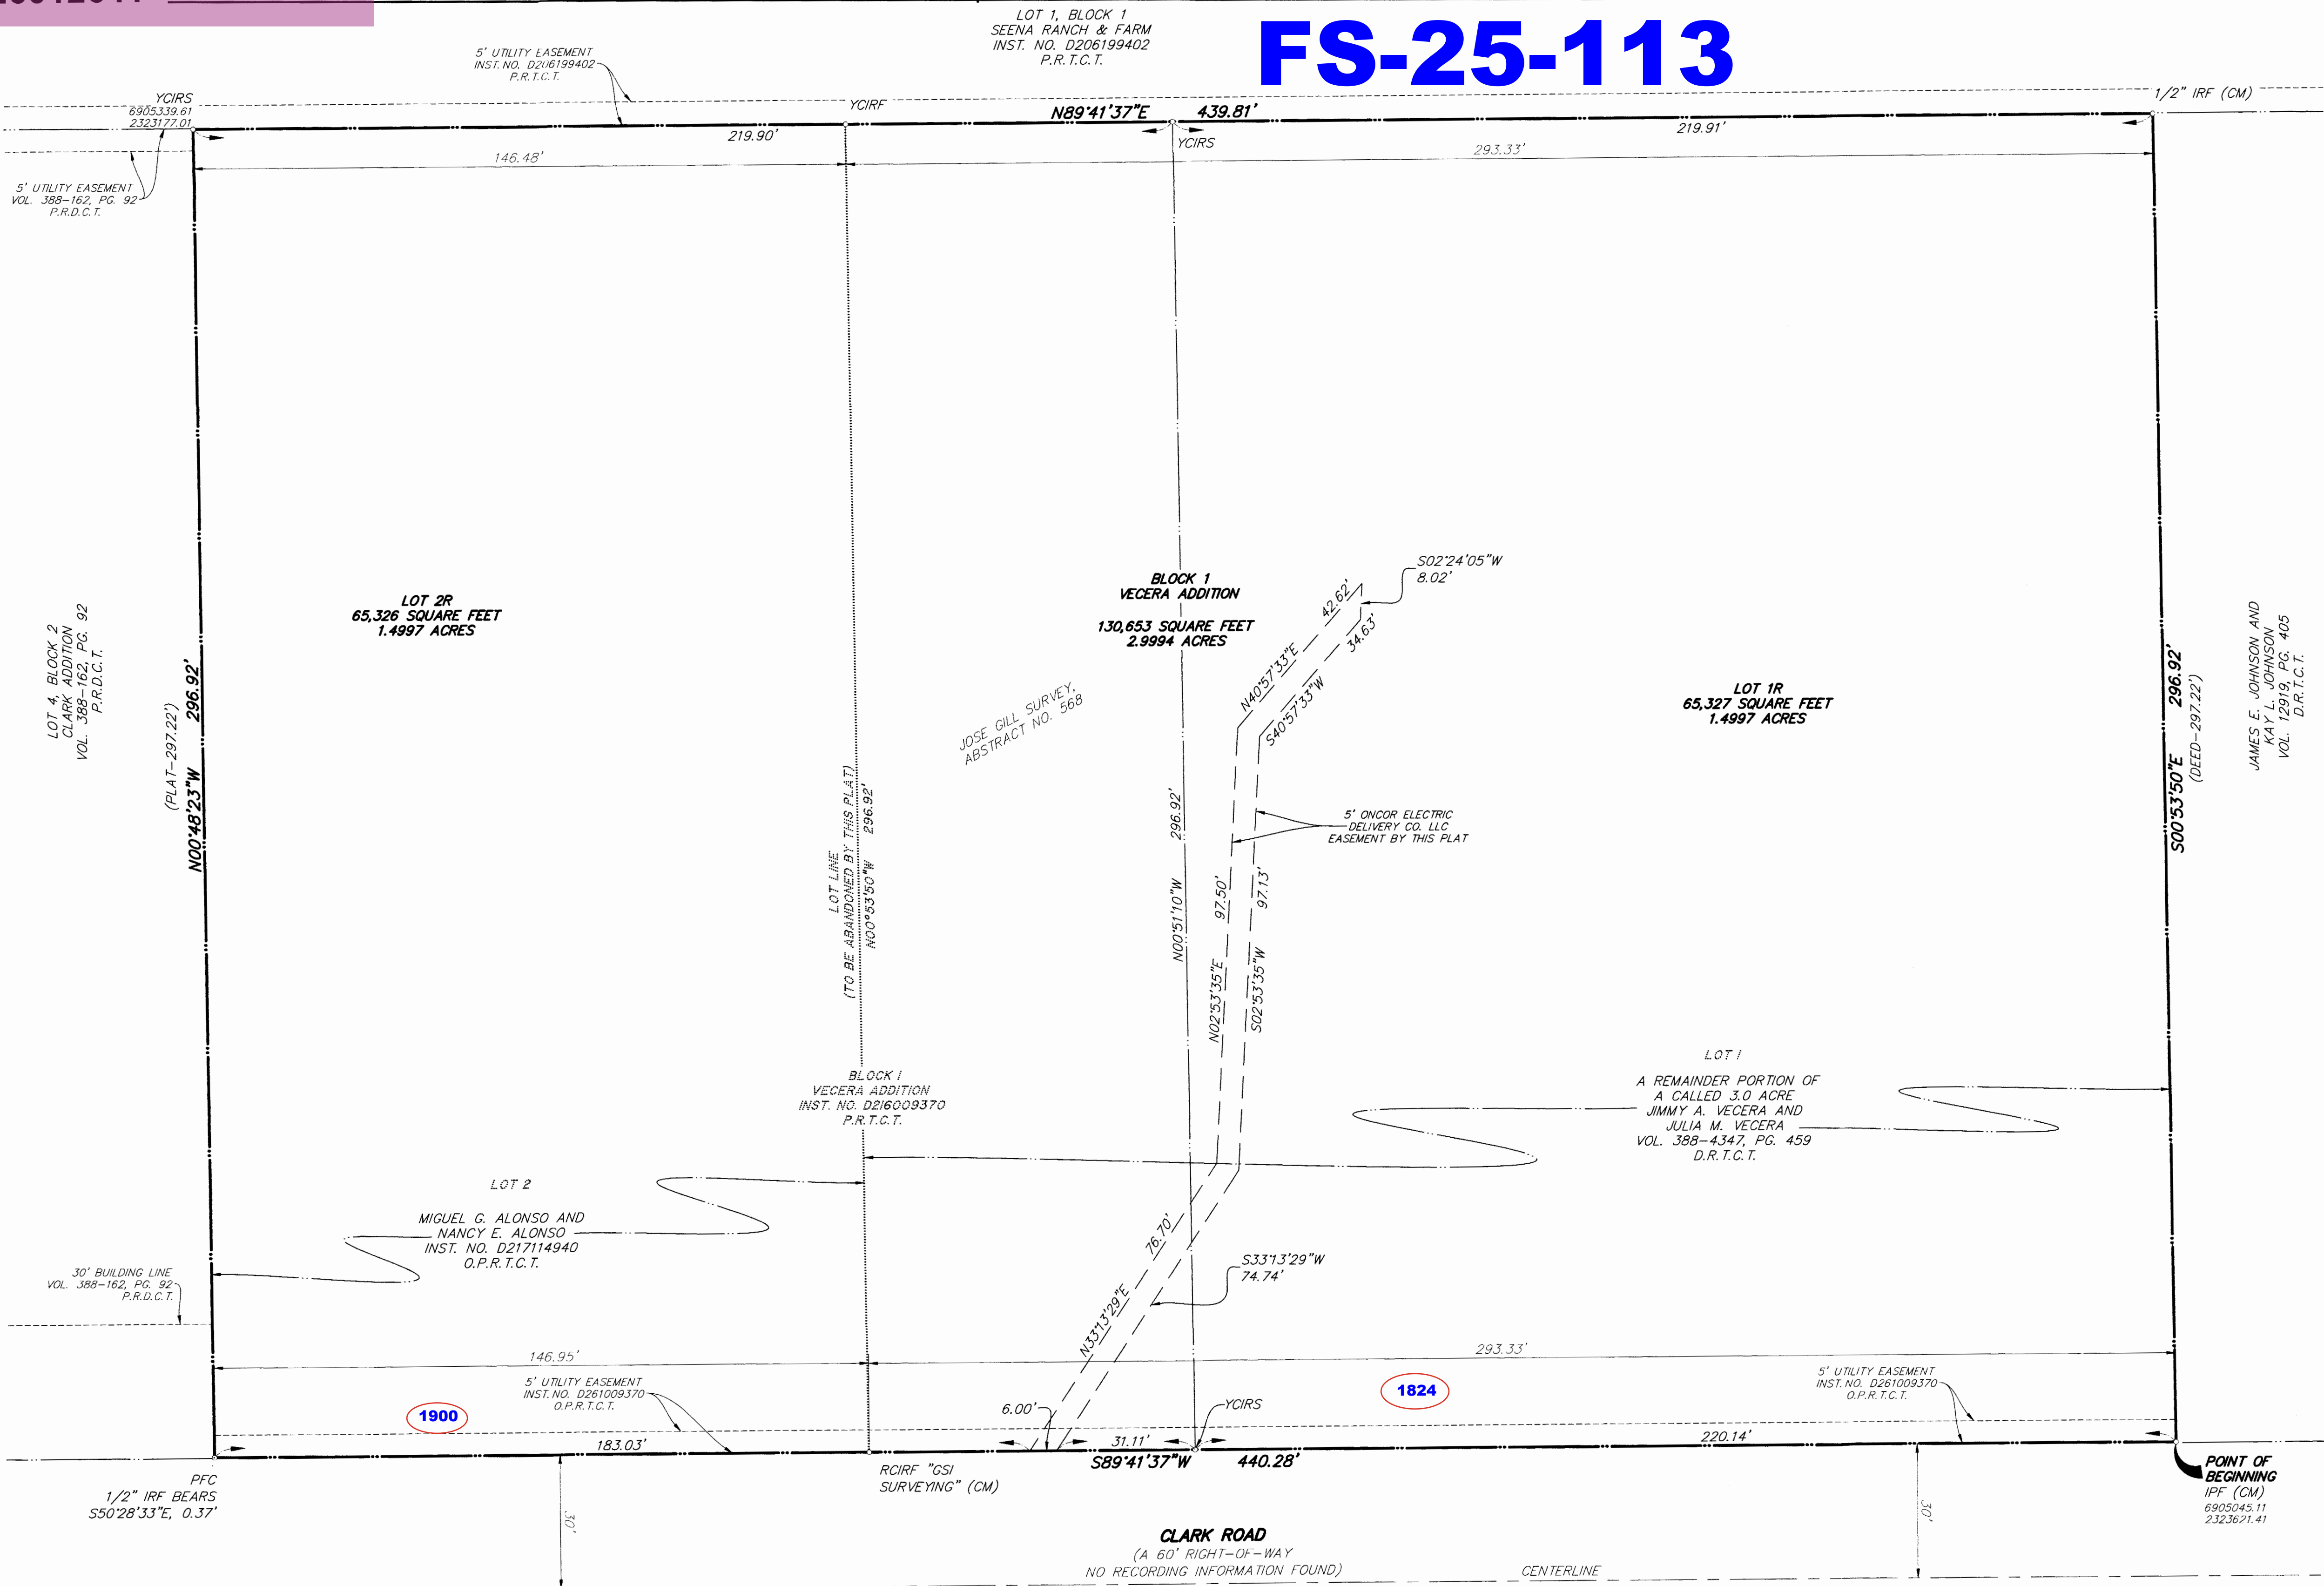 LOT 1, BLOCK 1
SEENA RANCH & FARM
INST. NO. D206199402
P.R.T.C.T.
FS-25-113
5' UTILITY EASEMENT
INST. NO. D206199402
P.R.T.C.T.
YCIRS
6905339.61
2323177.01
YCIRF
N89°41'37"E 439.81'
1/2" IRF (CM)
219.90'
YCIRS
219.91'
146.48'
293.33'
5' UTILITY EASEMENT
VOL. 388-162, PG. 92
P.R.D.C.T.
LOT 4, BLOCK 2
CLARK ADDITION
VOL. 388-162, PG. 92
P.R.D.C.T.
(PLAT-297.22')
N00°48'23"W 296.92'
LOT 2R
65,326 SQUARE FEET
1.4997 ACRES
BLOCK 1
VECERA ADDITION
130,653 SQUARE FEET
2.9994 ACRES
S02°24'05"W
8.02'
N40°57'33"E 42.62'
S40°57'33"W 34.63'
JOSE GILL SURVEY,
ABSTRACT NO. 568
LOT 1R
65,327 SQUARE FEET
1.4997 ACRES
S00°53'50"E 296.92'
(DEED-297.22')
JAMES E. JOHNSON AND
KAY L. JOHNSON
VOL. 12919, PG. 405
D.R.T.C.T.
LOT LINE
(TO BE ABANDONED BY THIS PLAT)
N00°53'50"W 296.92'
N00°51'10"W 296.92'
5' ONCOR ELECTRIC
DELIVERY CO. LLC
EASEMENT BY THIS PLAT
N02°53'35"E 97.50'
S02°53'35"W 97.13'
BLOCK 1
VECERA ADDITION
INST. NO. D216009370
P.R.T.C.T.
LOT 1
A REMAINDER PORTION OF
A CALLED 3.0 ACRE
JIMMY A. VECERA AND
JULIA M. VECERA
VOL. 388-4347, PG. 459
D.R.T.C.T.
LOT 2
MIGUEL G. ALONSO AND
NANCY E. ALONSO
INST. NO. D217114940
O.P.R.T.C.T.
30' BUILDING LINE
VOL. 388-162, PG. 92
P.R.D.C.T.
N33°13'29"E 76.70'
S33°13'29"W
74.74'
146.95'
293.33'
5' UTILITY EASEMENT
INST. NO. D261009370
O.P.R.T.C.T.
1900
1824
5' UTILITY EASEMENT
INST. NO. D261009370
O.P.R.T.C.T.
6.00'
YCIRS
183.03'
31.11'
220.14'
S89°41'37"W 440.28'
PFC
1/2" IRF BEARS
S50°28'33"E, 0.37'
RCIRF "GSI
SURVEYING" (CM)
POINT OF
BEGINNING
IPF (CM)
6905045.11
2323621.41
30'
30'
CLARK ROAD
(A 60' RIGHT-OF-WAY
NO RECORDING INFORMATION FOUND)
CENTERLINE